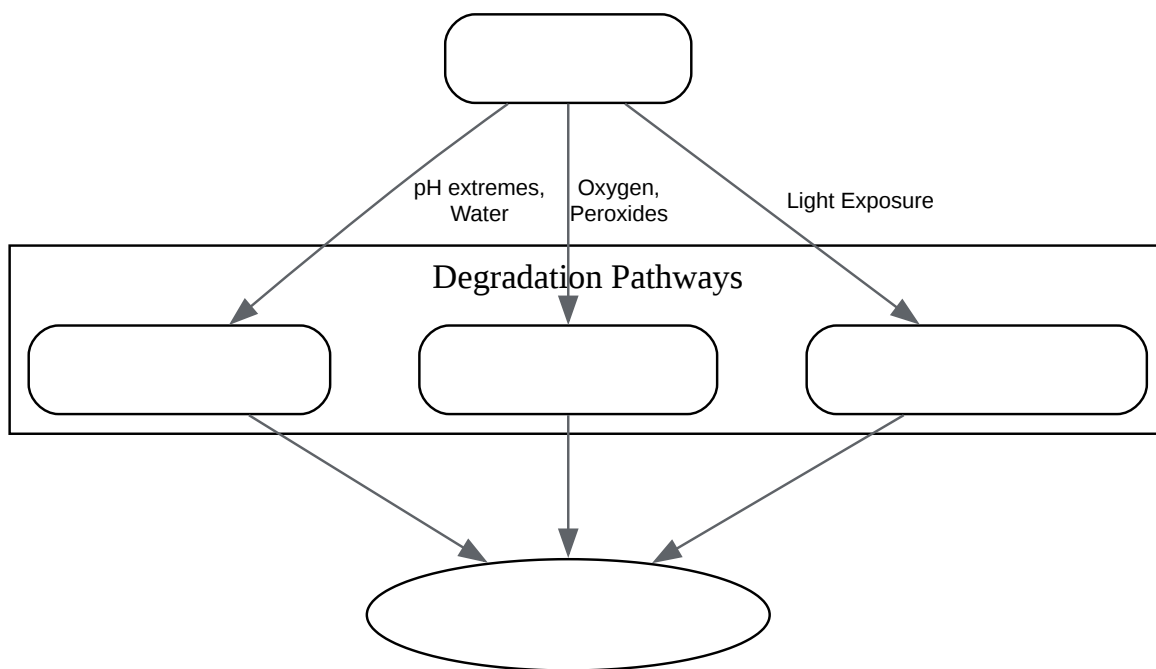 pH extremes,
Water
Oxygen,
Peroxides
Light Exposure
Degradation Pathways